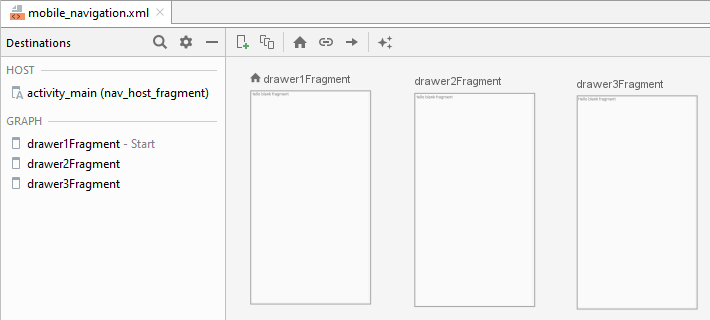 mobile_navigation.xml
Destinations
HOST
activity_main (nav_host_fragment)
GRAPH
drawer1Fragment - Start
drawer2Fragment
drawer3Fragment
drawer1Fragment
Hello blank fragment
drawer2Fragment
Hello blank fragment
drawer3Fragment
Hello blank fragment